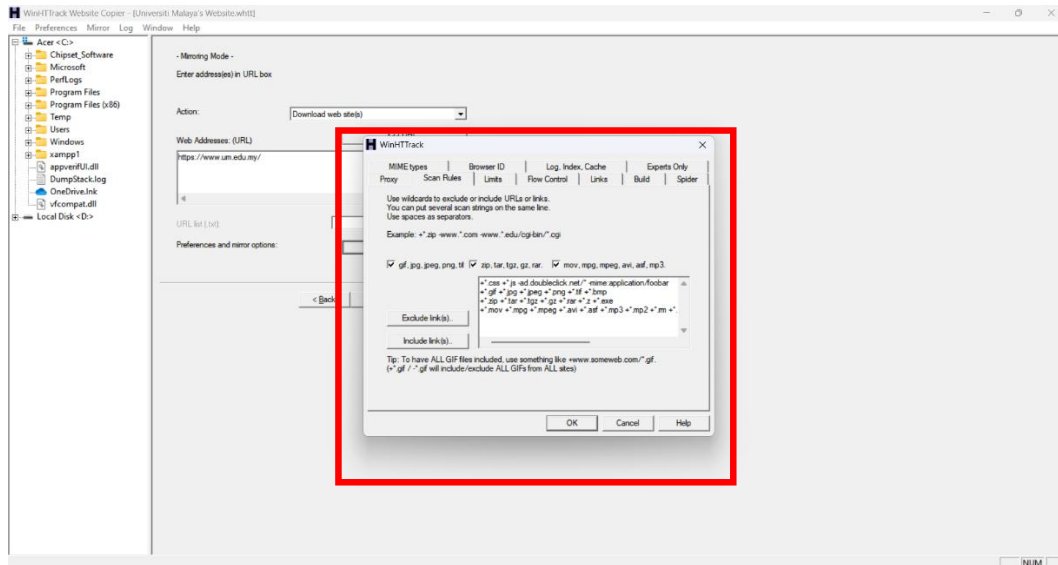 WinHTTrack Website Copier - [Universiti Malaya's Website.whtt]
File Preferences Mirror Log Window Help
Acer <C:>
Chipset_Software
Microsoft
PerfLogs
Program Files
Program Files (x86)
Temp
Users
Windows
xampp1
appverifUI.dll
DumpStack.log
OneDrive.lnk
vfcompat.dll
Local Disk <D:>
- Mirroring Mode -
Enter address(es) in URL box
Action:
Download web site(s)
Web Addresses: (URL)
https://www.um.edu.my/
URL list (.txt):
Preferences and mirror options:
< Back
WinHTTrack
MIME types Browser ID Log, Index, Cache Experts Only
Proxy Scan Rules Limits Flow Control Links Build Spider
Use wildcards to exclude or include URLs or links.
You can put several scan strings on the same line.
Use spaces as separators.
Example: +*.zip -www.*.com -www.*.edu/cgi-bin/*.cgi
gif, jpg, jpeg, png, tif zip, tar, tgz, gz, rar. mov, mpg, mpeg, avi, asf, mp3.
+*.css +*.js -ad.doubleclick.net/* -mime:application/foobar
+*.gif +*.jpg +*.jpeg +*.png +*.tif +*.bmp
+*.zip +*.tar +*.tgz +*.gz +*.rar +*.z +*.exe
+*.mov +*.mpg +*.mpeg +*.avi +*.asf +*.mp3 +*.mp2 +*.rm +*.
Exclude link(s)..
Include link(s)..
Tip: To have ALL GIF files included, use something like +www.someweb.com/*.gif.
(+*.gif / -*.gif will include/exclude ALL GIFs from ALL sites)
OK Cancel Help
NUM